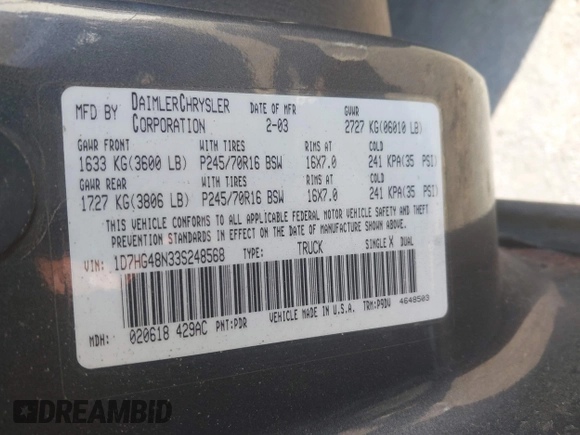 MFD BY DAIMLERCHRYSLER CORPORATION DATE OF MFR 2-03 GVWR 2727 KG(06010 LB)
GAWR FRONT WITH TIRES RIMS AT COLD
1633 KG(3600 LB) P245/70R16 BSW 16X7.0 241 KPA(35 PSI)
GAWR REAR WITH TIRES RIMS AT COLD
1727 KG(3806 LB) P245/70R16 BSW 16X7.0 241 KPA(35 PSI)
THIS VEHICLE CONFORMS TO ALL APPLICABLE FEDERAL MOTOR VEHICLE SAFETY AND THEFT
PREVENTION STANDARDS IN EFFECT ON THE DATE OF MANUFACTURE SHOWN ABOVE.
VIN: 1D7HG48N33S248568 TYPE: TRUCK SINGLE X DUAL
MDH: 020618 429AC PNT:PDR VEHICLE MADE IN U.S.A. TRM:P9DV 4648503
DREAMBID